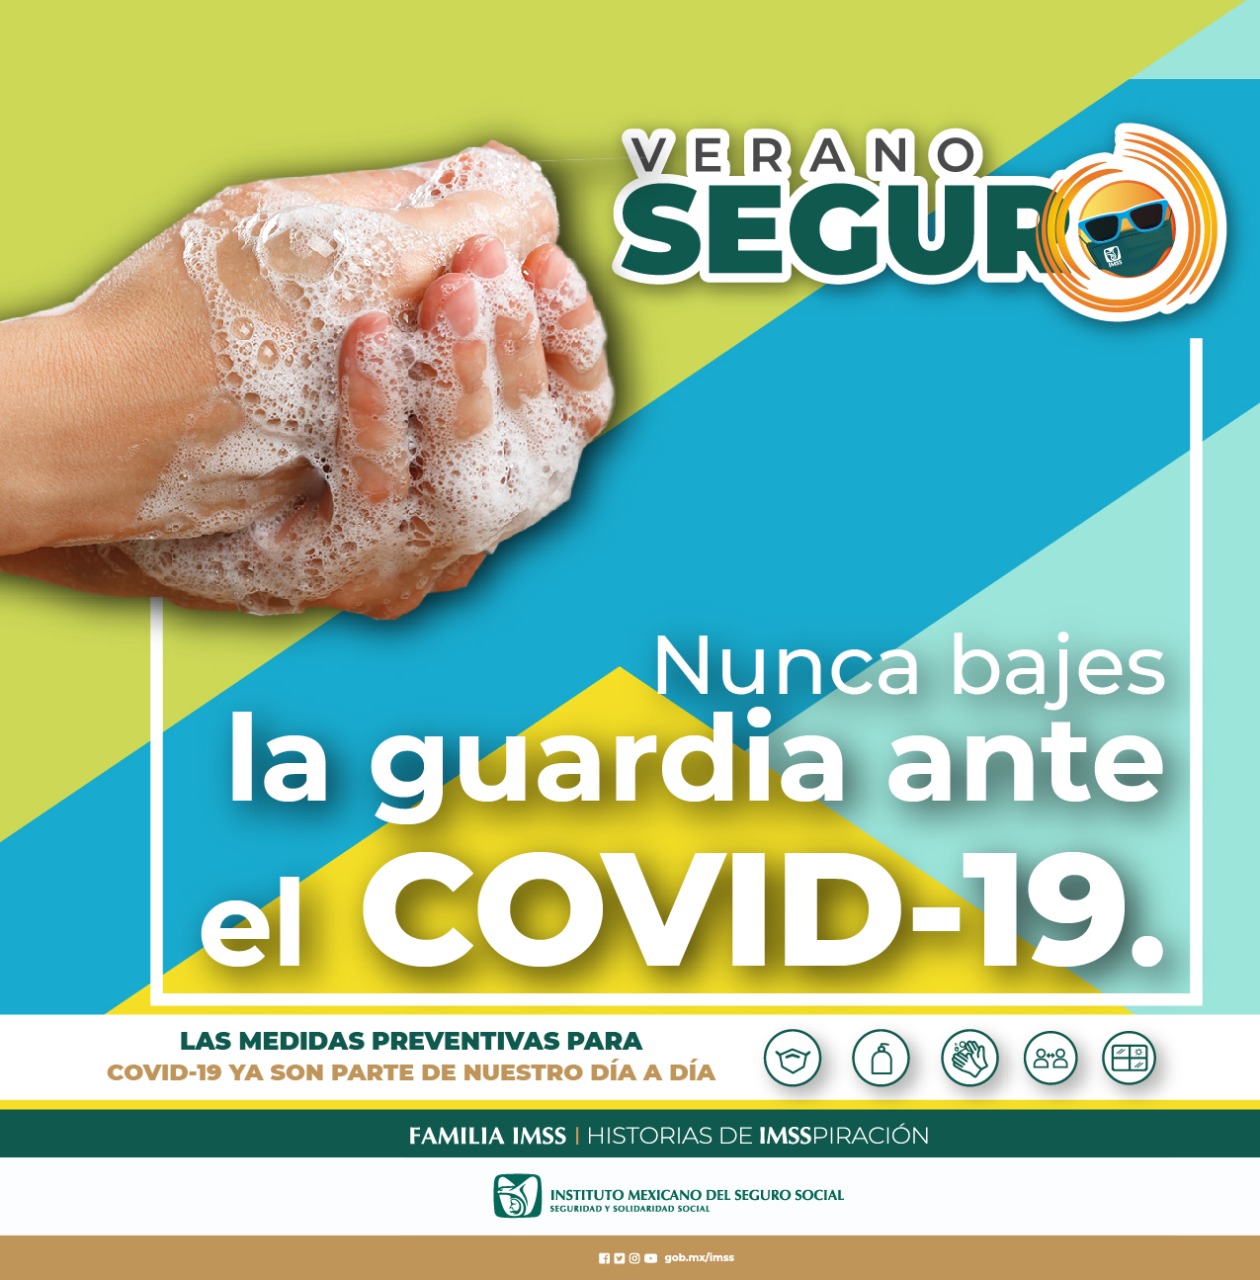 VERANO
SEGURO
IMSS
Nunca bajes
la guardia ante
el COVID-19.
LAS MEDIDAS PREVENTIVAS PARA
COVID-19 YA SON PARTE DE NUESTRO DÍA A DÍA
FAMILIA IMSS | HISTORIAS DE IMSSPIRACIÓN
INSTITUTO MEXICANO DEL SEGURO SOCIAL
SEGURIDAD Y SOLIDARIDAD SOCIAL
gob.mx/imss